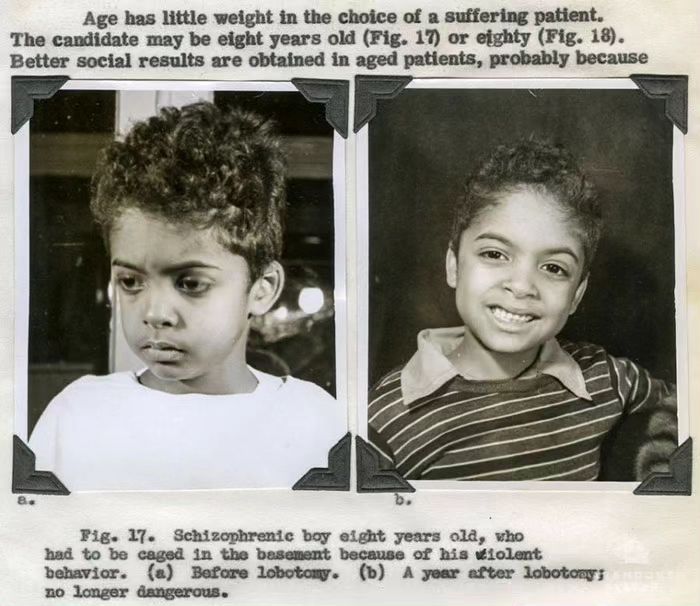 Age has little weight in the choice of a suffering patient.
The candidate may be eight years old (Fig. 17) or eighty (Fig. 18).
Better social results are obtained in aged patients, probably because
a.
b.
Fig. 17. Schizophrenic boy eight years old, who
had to be caged in the basement because of his violent
behavior. (a) Before lobotomy. (b) A year after lobotomy;
no longer dangerous.